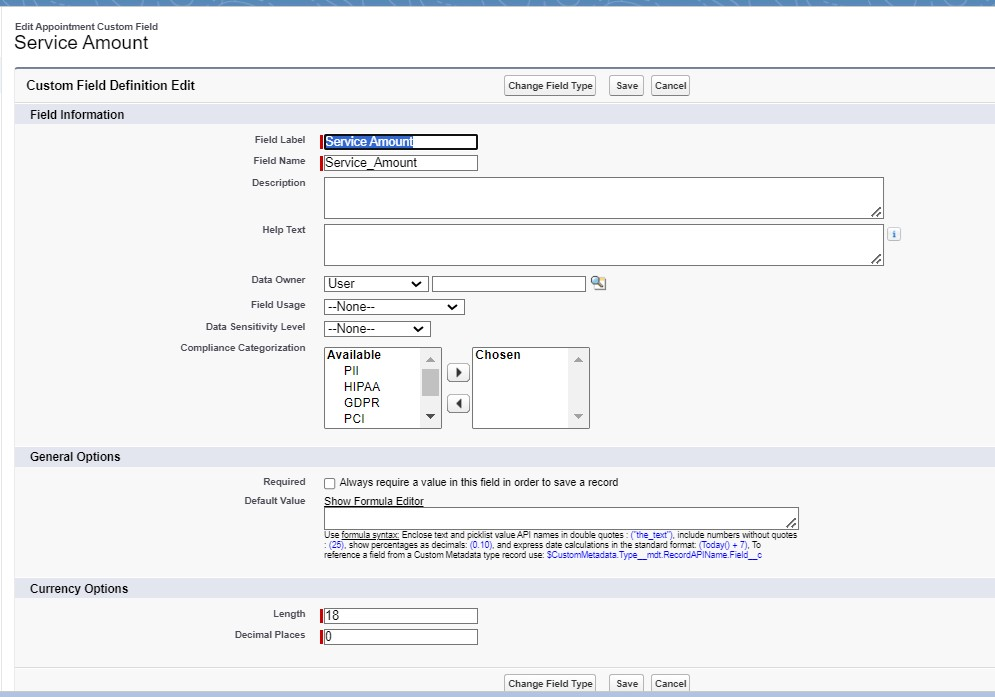 Edit Appointment Custom Field
Service Amount
Custom Field Definition Edit
Change Field Type Save Cancel
Field Information
Field Label Service Amount
Field Name Service_Amount
Description
Help Text
Data Owner User
Field Usage --None--
Data Sensitivity Level --None--
Compliance Categorization
Available Chosen
PII
HIPAA
GDPR
PCI
General Options
Required Always require a value in this field in order to save a record
Default Value Show Formula Editor
Use formula syntax: Enclose text and picklist value API names in double quotes : ("the_text"), include numbers without quotes
: (25), show percentages as decimals: (0.10), and express date calculations in the standard format: (Today() + 7), To
reference a field from a Custom Metadata type record use: $CustomMetadata.Type__mdt.RecordAPIName.Field__c
Currency Options
Length 18
Decimal Places 0
Change Field Type Save Cancel